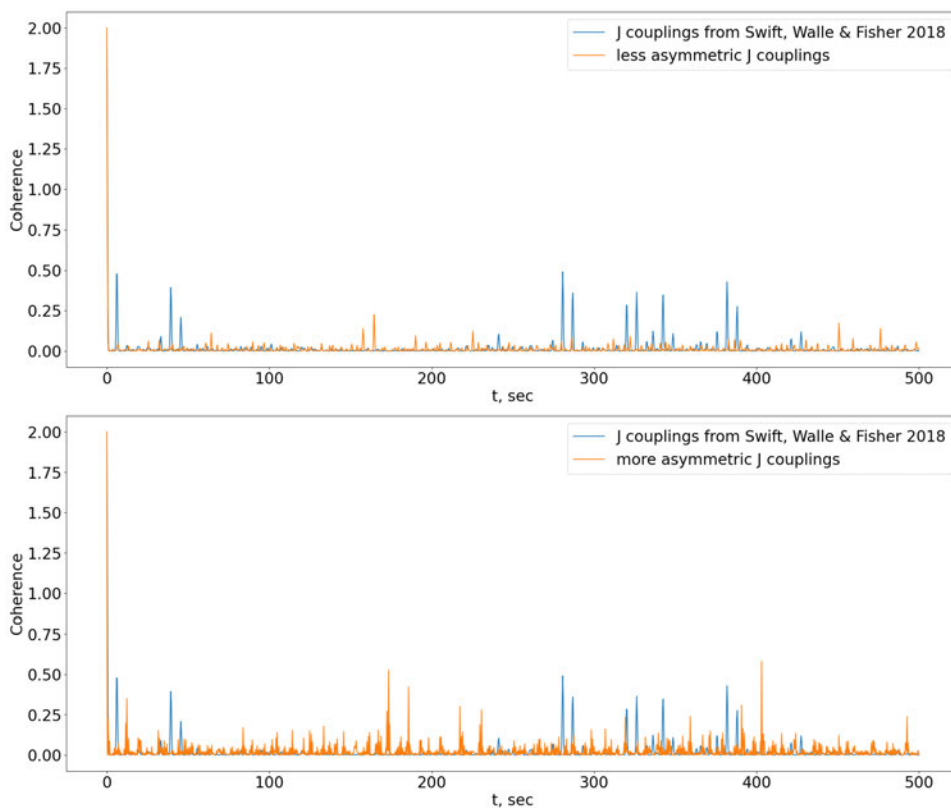 2.00
1.75
1.50
1.25
1.00
0.75
0.50
0.25
0.00
Coherence
J couplings from Swift, Walle & Fisher 2018
less asymmetric J couplings
0 100 200 300 400 500
t, sec
2.00
1.75
1.50
1.25
1.00
0.75
0.50
0.25
0.00
Coherence
J couplings from Swift, Walle & Fisher 2018
more asymmetric J couplings
0 100 200 300 400 500
t, sec